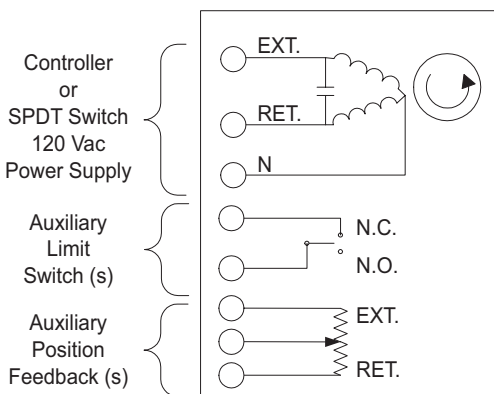 Controller
or
SPDT Switch
120 Vac
Power Supply
EXT.
RET.
N
Auxiliary
Limit
Switch (s)
N.C.
N.O.
Auxiliary
Position
Feedback (s)
EXT.
RET.